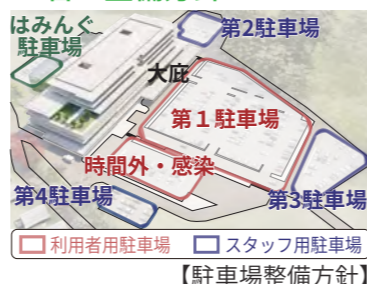 はみんぐ
駐車場
第2駐車場
大庇
第１駐車場
時間外・感染
第4駐車場
第3駐車場
利用者用駐車場
スタッフ用駐車場
【駐車場整備方針】